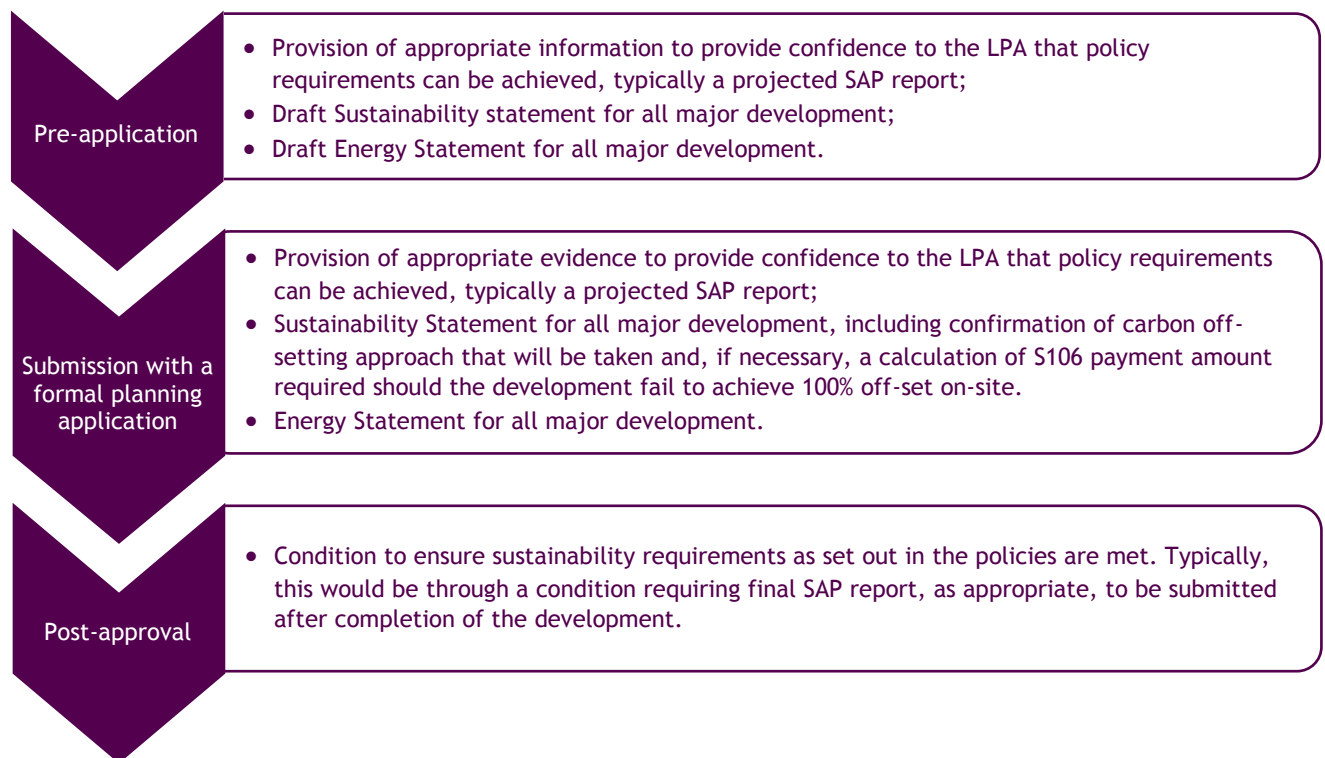 Pre-application
• Provision of appropriate information to provide confidence to the LPA that policy
requirements can be achieved, typically a projected SAP report;
• Draft Sustainability statement for all major development;
• Draft Energy Statement for all major development.
Submission with a
formal planning
application
• Provision of appropriate evidence to provide confidence to the LPA that policy requirements
can be achieved, typically a projected SAP report;
• Sustainability Statement for all major development, including confirmation of carbon off-
setting approach that will be taken and, if necessary, a calculation of S106 payment amount
required should the development fail to achieve 100% off-set on-site.
• Energy Statement for all major development.
Post-approval
• Condition to ensure sustainability requirements as set out in the policies are met. Typically,
this would be through a condition requiring final SAP report, as appropriate, to be submitted
after completion of the development.